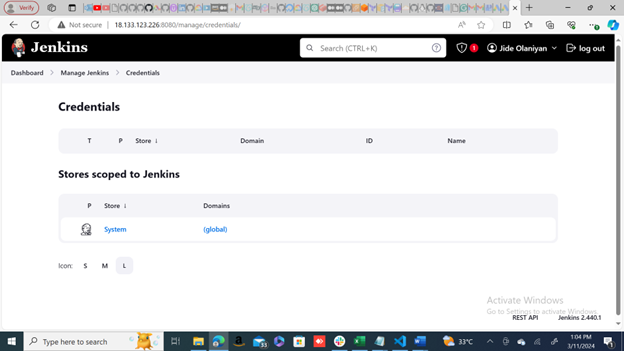 Verify
Not secure | 18.133.123.226:8080/manage/credentials/
Jenkins Search (CTRL+K) ? 1 Jide Olaniyan log out
Dashboard > Manage Jenkins > Credentials
Credentials
T P Store ↓ Domain ID Name
Stores scoped to Jenkins
P Store ↓ Domains
System (global)
Icon: S M L
Activate Windows
Go to Settings to activate Windows.
REST API Jenkins 2.440.1
Type here to search 33 33°C 1:04 PM
3/11/2024